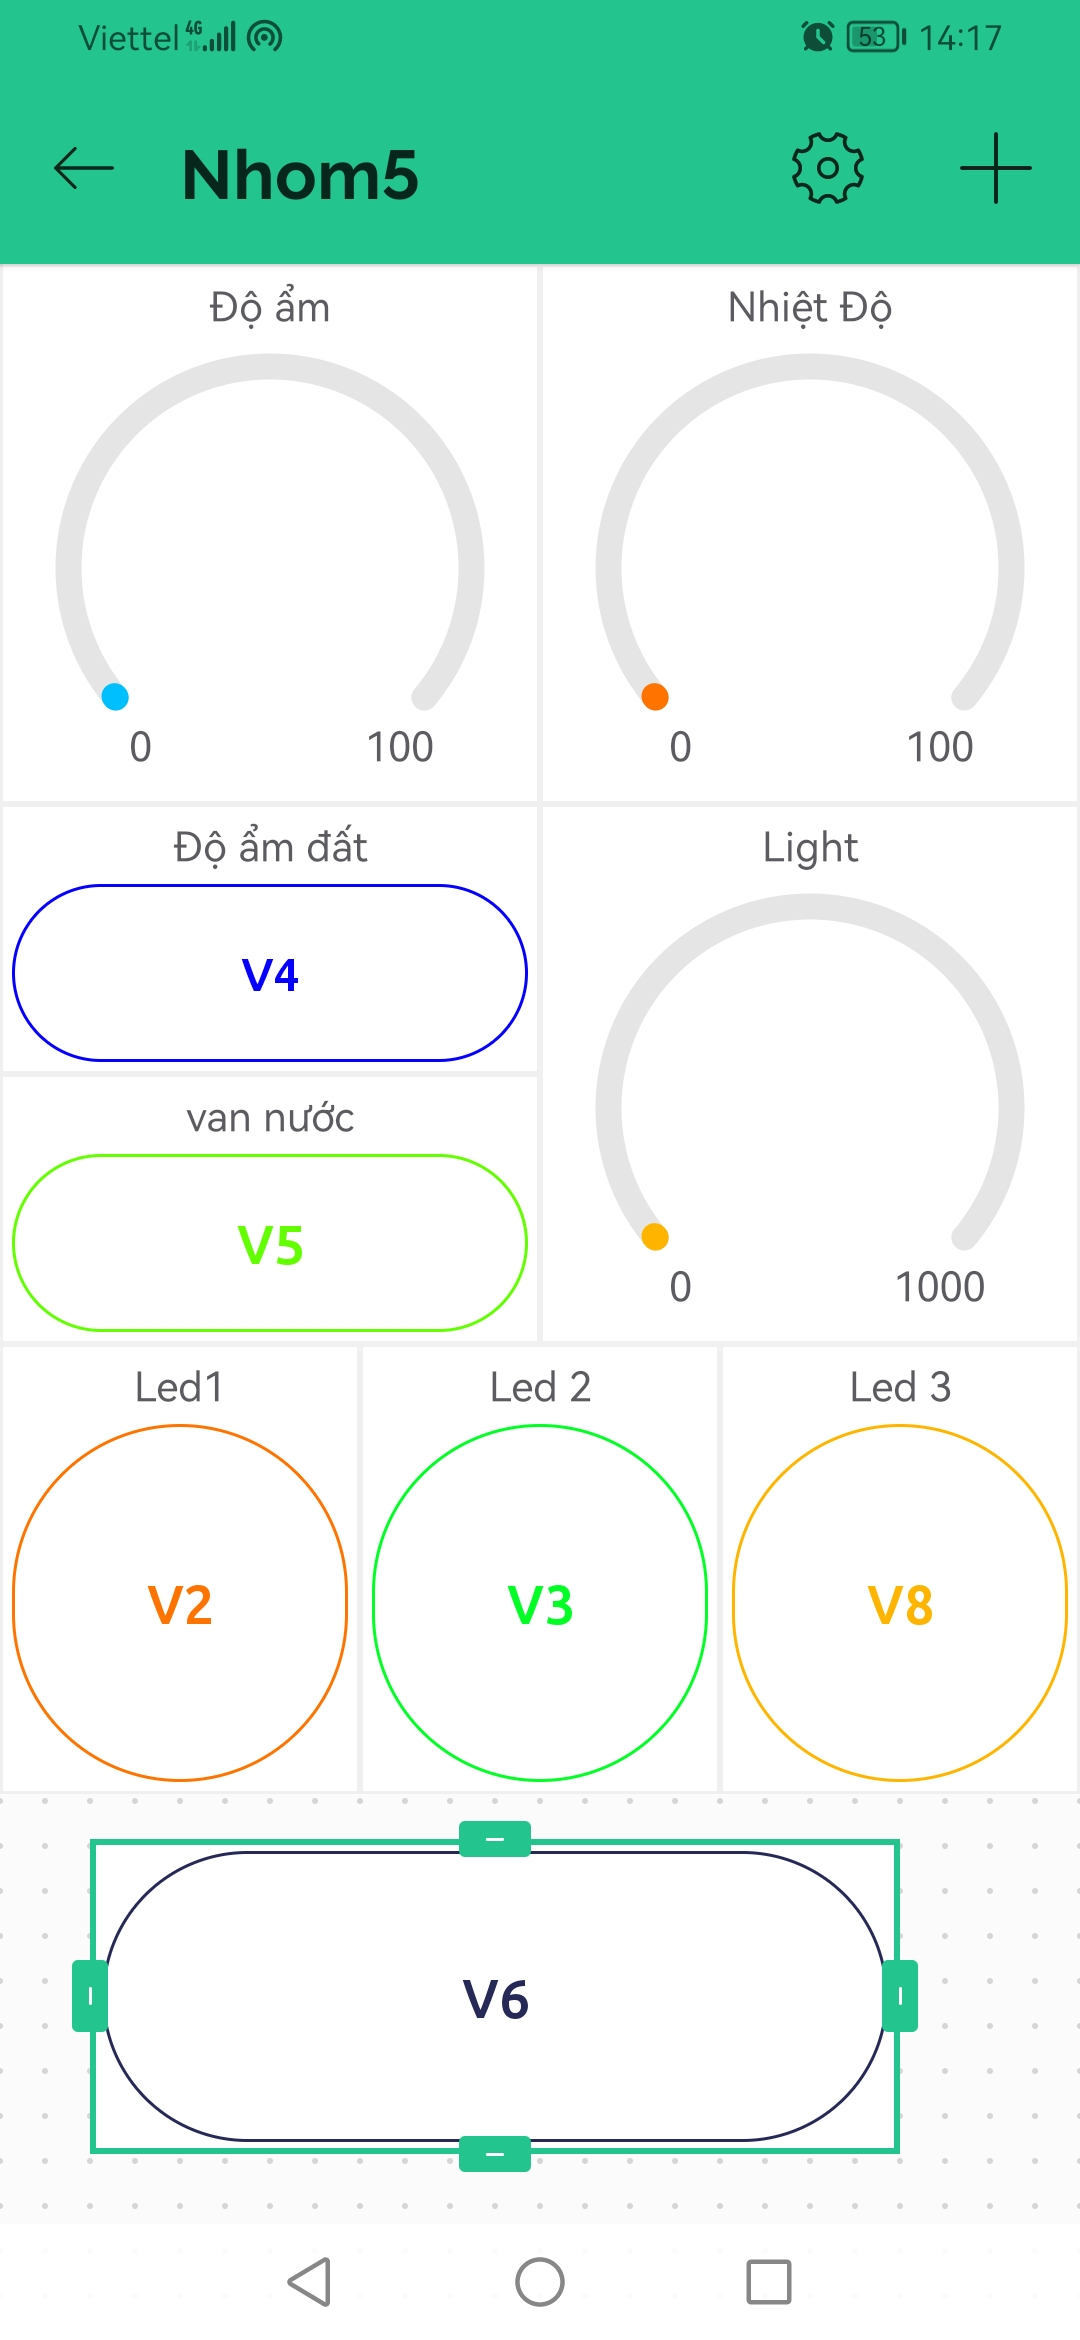 Viettel 4G 53 14:17
Nhom5
Độ ẩm
Nhiệt Độ
0 100
0 100
Độ ẩm đất
Light
V4
van nước
V5
0 1000
Led1
Led 2
Led 3
V2
V3
V8
V6